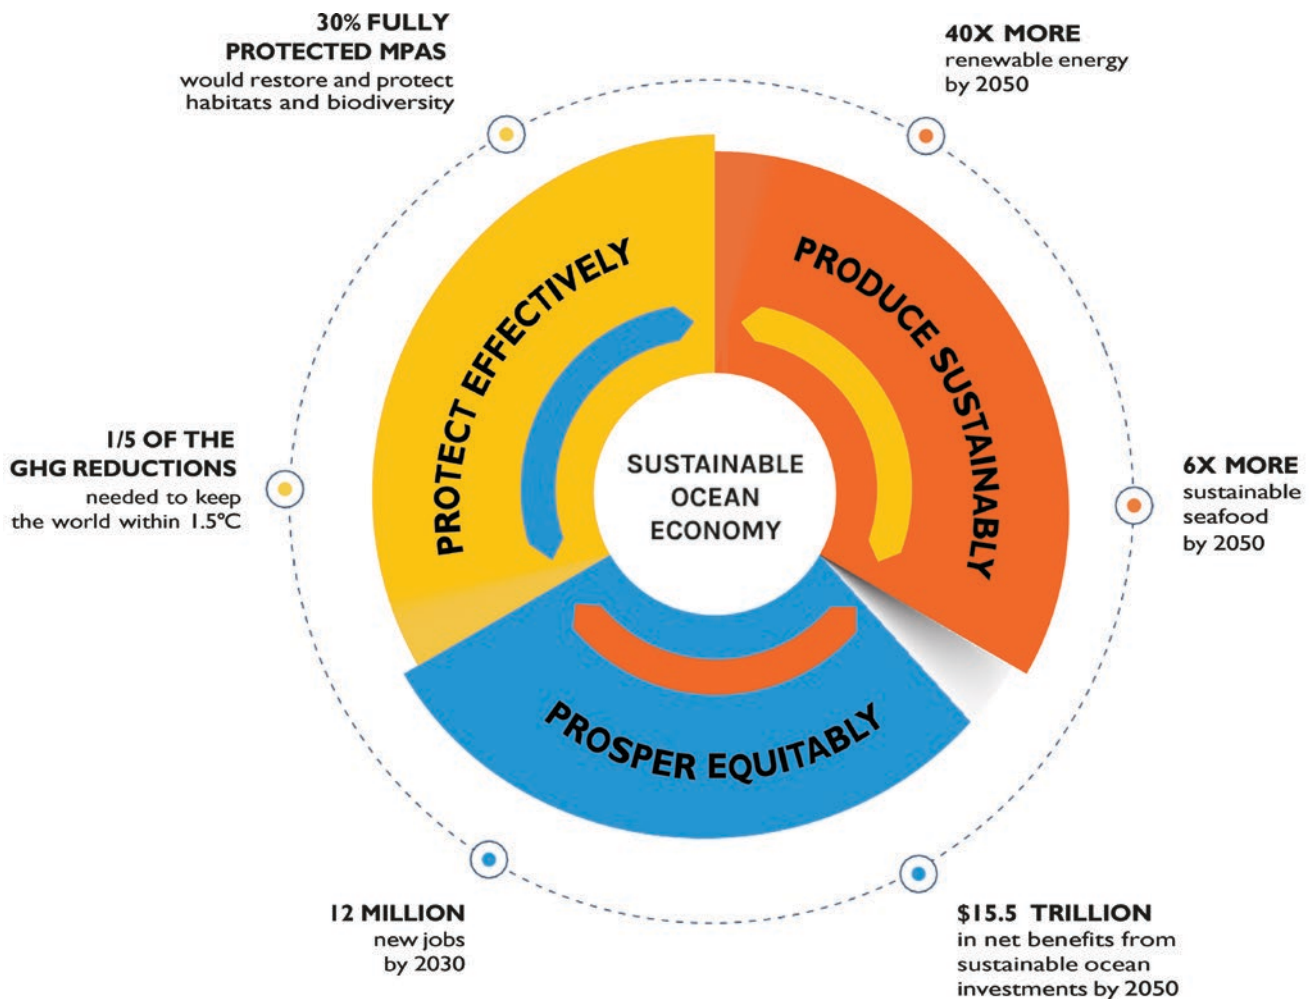 30% FULLY
PROTECTED MPAS
would restore and protect
habitats and biodiversity
40X MORE
renewable energy
by 2050
PROTECT EFFECTIVELY
PRODUCE SUSTAINABLY
1/5 OF THE
GHG REDUCTIONS
needed to keep
the world within 1.5°C
SUSTAINABLE
OCEAN
ECONOMY
6X MORE
sustainable
seafood
by 2050
PROSPER EQUITABLY
12 MILLION
new jobs
by 2030
$15.5 TRILLION
in net benefits from
sustainable ocean
investments by 2050